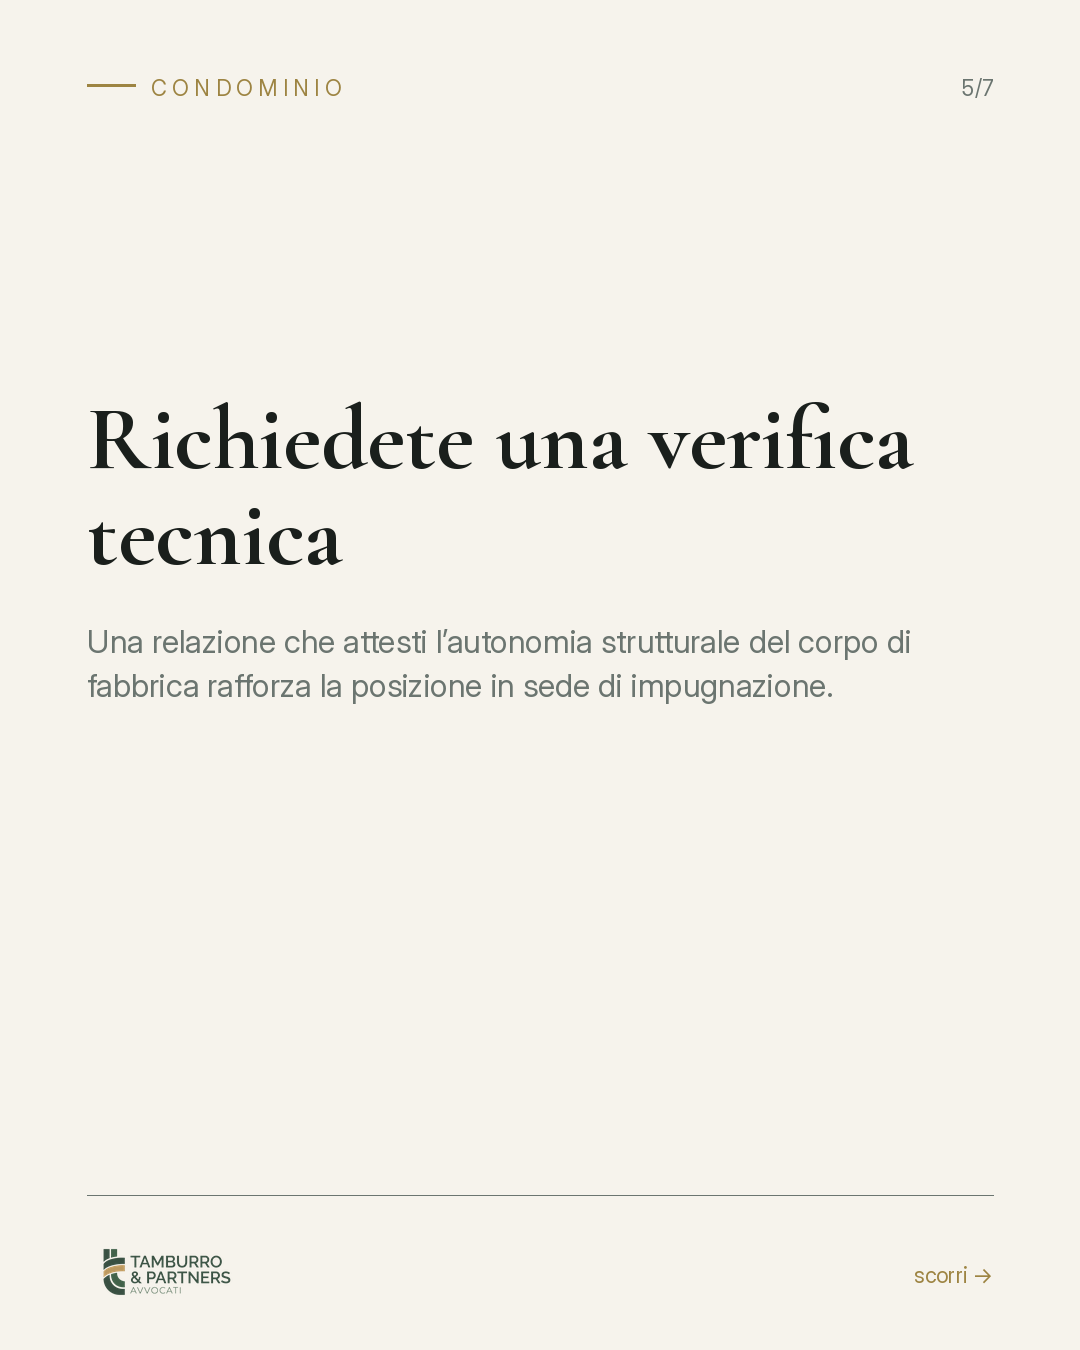 CONDOMINIO
5/7
Richiedete una verifica
tecnica
Una relazione che attesti l’autonomia strutturale del corpo di
fabbrica rafforza la posizione in sede di impugnazione.
TAMBURRO
& PARTNERS
AVVOCATI
scorri →